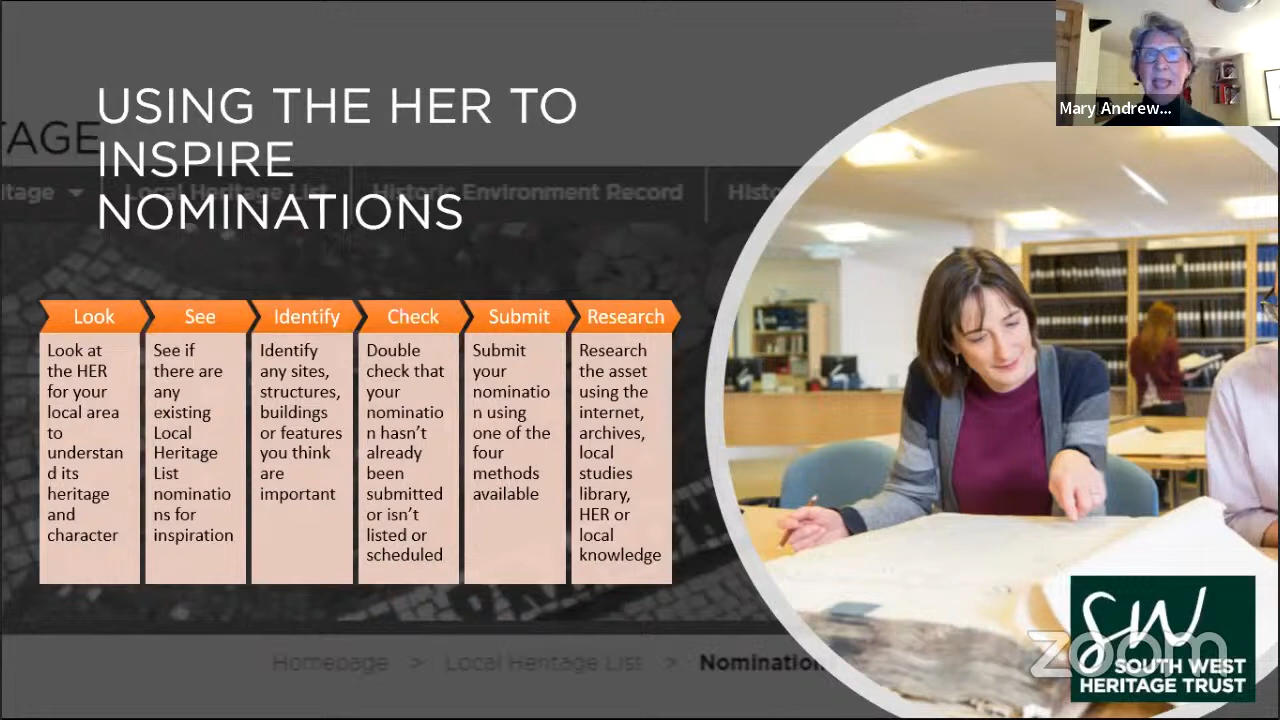 USING THE HER TO
INSPIRE
NOMINATIONS
TAGE
itage
Local Heritage List
Historic Environment Record
Histo
Look
Look at
the HER
for your
local area
to
understan
d its
heritage
and
character
See
See if
there are
any
existing
Local
Heritage
List
nominatio
ns for
inspiration
Identify
Identify
any sites,
structures,
buildings
or features
you think
are
important
Check
Double
check that
your
nominatio
n hasn't
already
been
submitted
or isn't
listed or
scheduled
Submit
Submit
your
nominatio
n using
one of the
four
methods
available
Research
Research
the asset
using the
internet,
archives,
local
studies
library,
HER or
local
knowledge
Homepage > Local Heritage List > Nomination
Mary Andrew...
SW
SOUTH WEST
HERITAGE TRUST
zoom